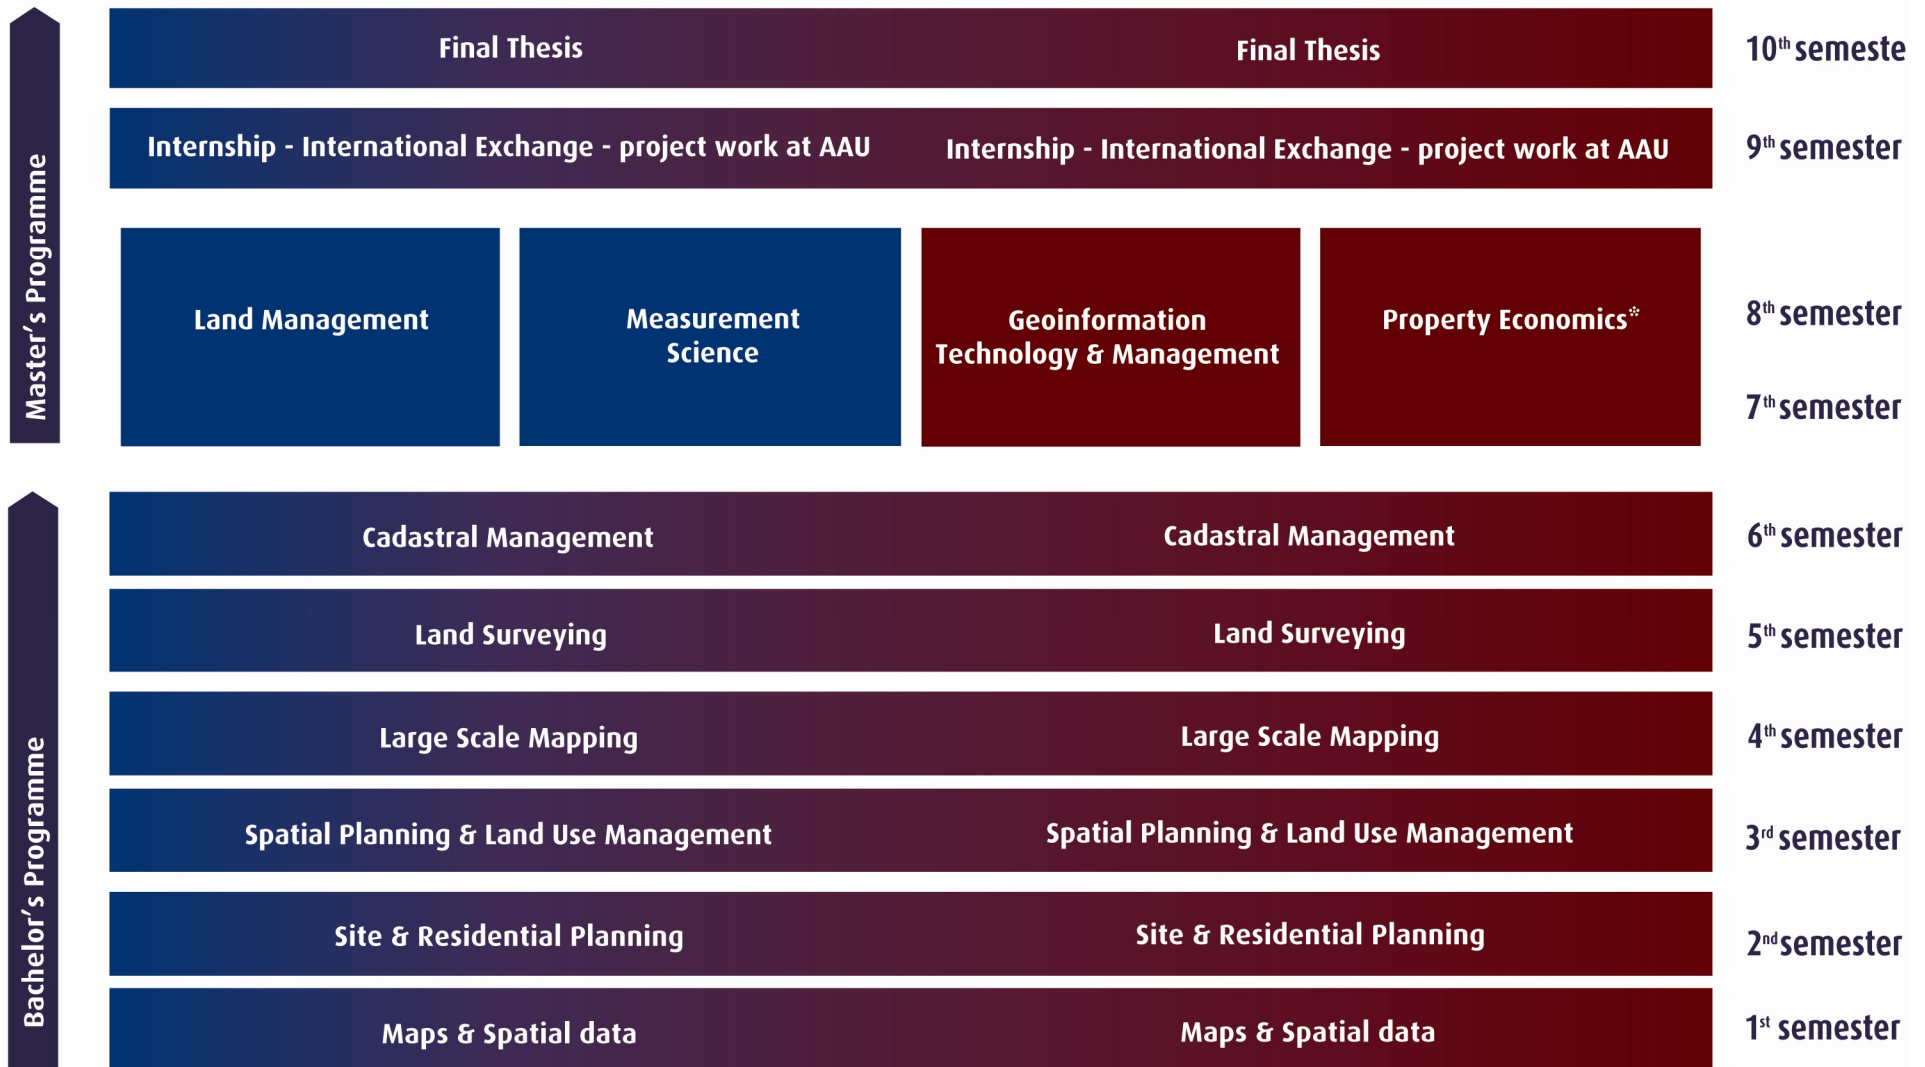 Final Thesis
Final Thesis
10th semeste
Internship - International Exchange - project work at AAU
Internship - International Exchange - project work at AAU
9th semester
Master's Programme
Land Management
Measurement
Science
Geoinformation
Technology & Management
Property Economics*
8th semester
7th semester
Cadastral Management
Cadastral Management
6th semester
Land Surveying
Land Surveying
5th semester
Large Scale Mapping
Large Scale Mapping
4th semester
Bachelor's Programme
Spatial Planning & Land Use Management
Spatial Planning & Land Use Management
3rd semester
Site & Residential Planning
Site & Residential Planning
2nd semester
Maps & Spatial data
Maps & Spatial data
1st semester